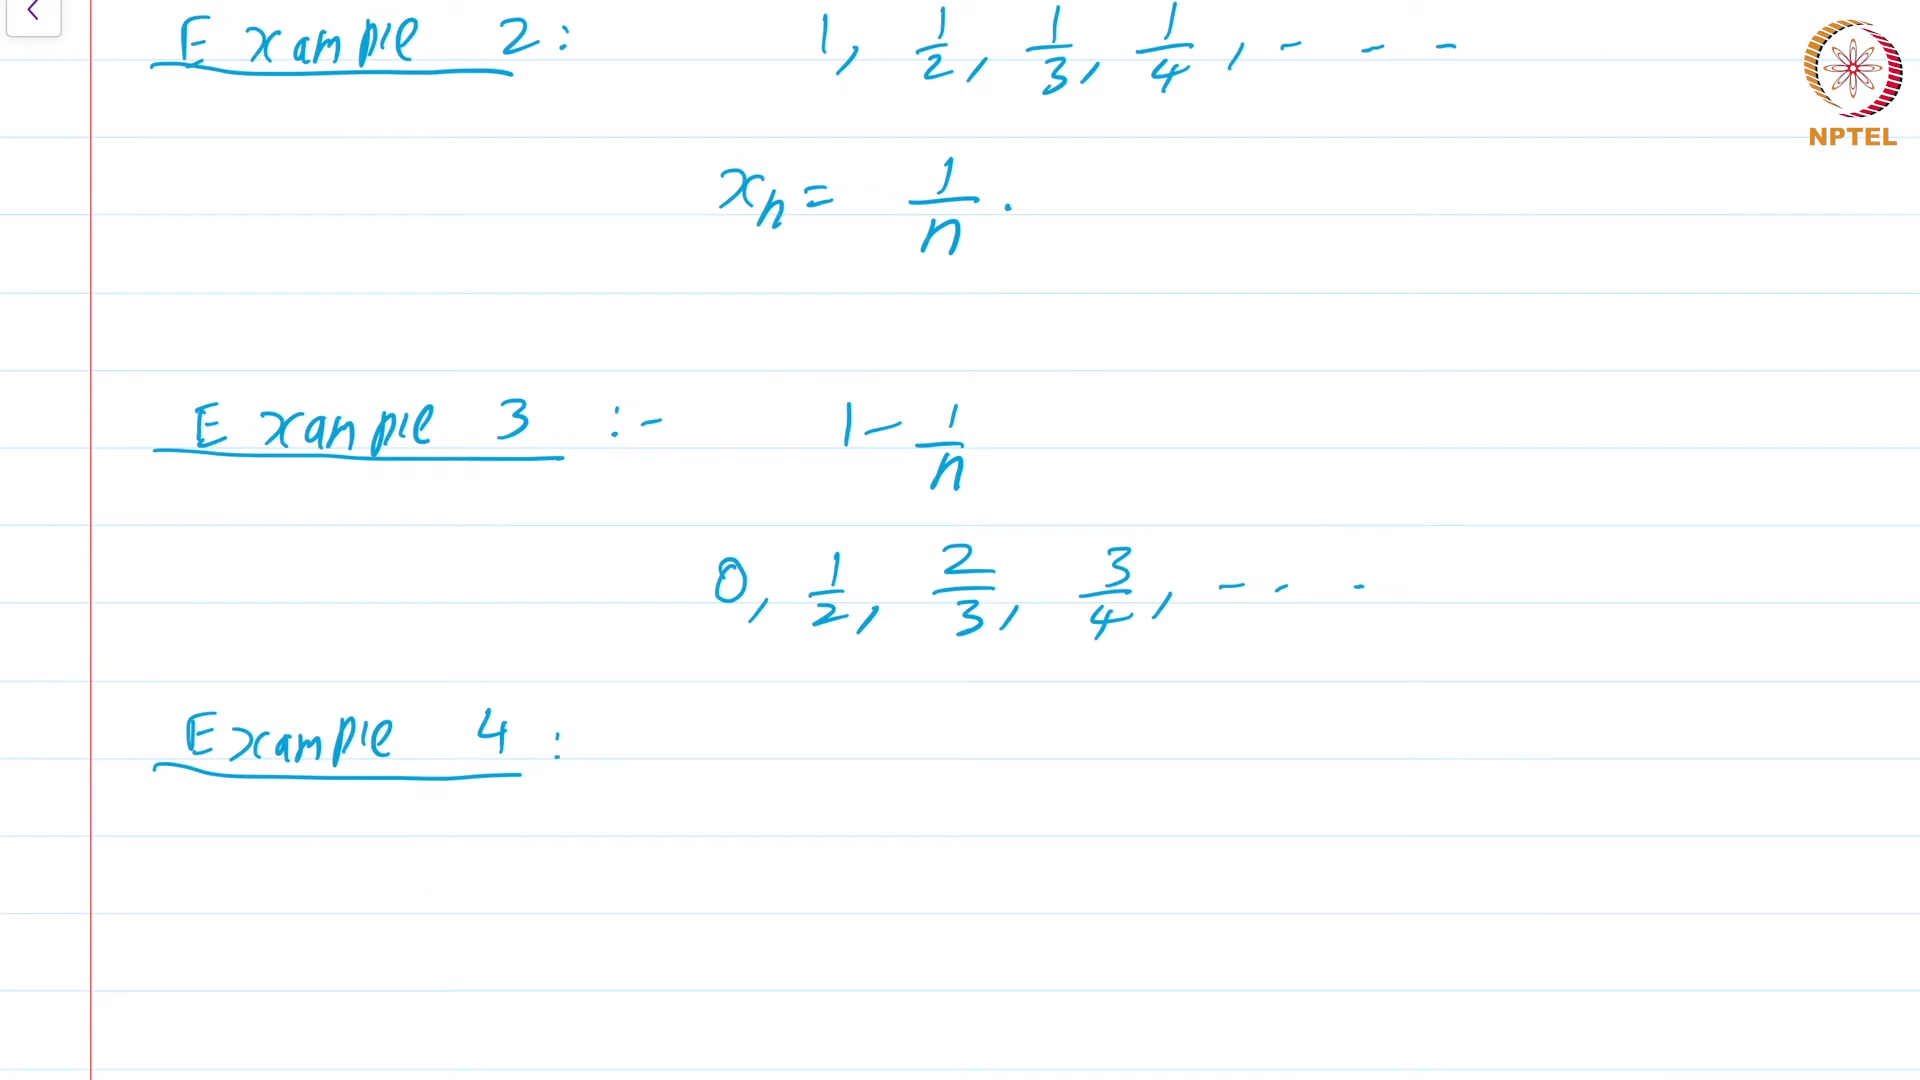 Example 2: 1, 1/2, 1/3, 1/4, - - -
NPTEL
xₙ = 1/n .
Example 3 :- 1 - 1/n
0, 1/2, 2/3, 3/4, - - -
Example 4 :